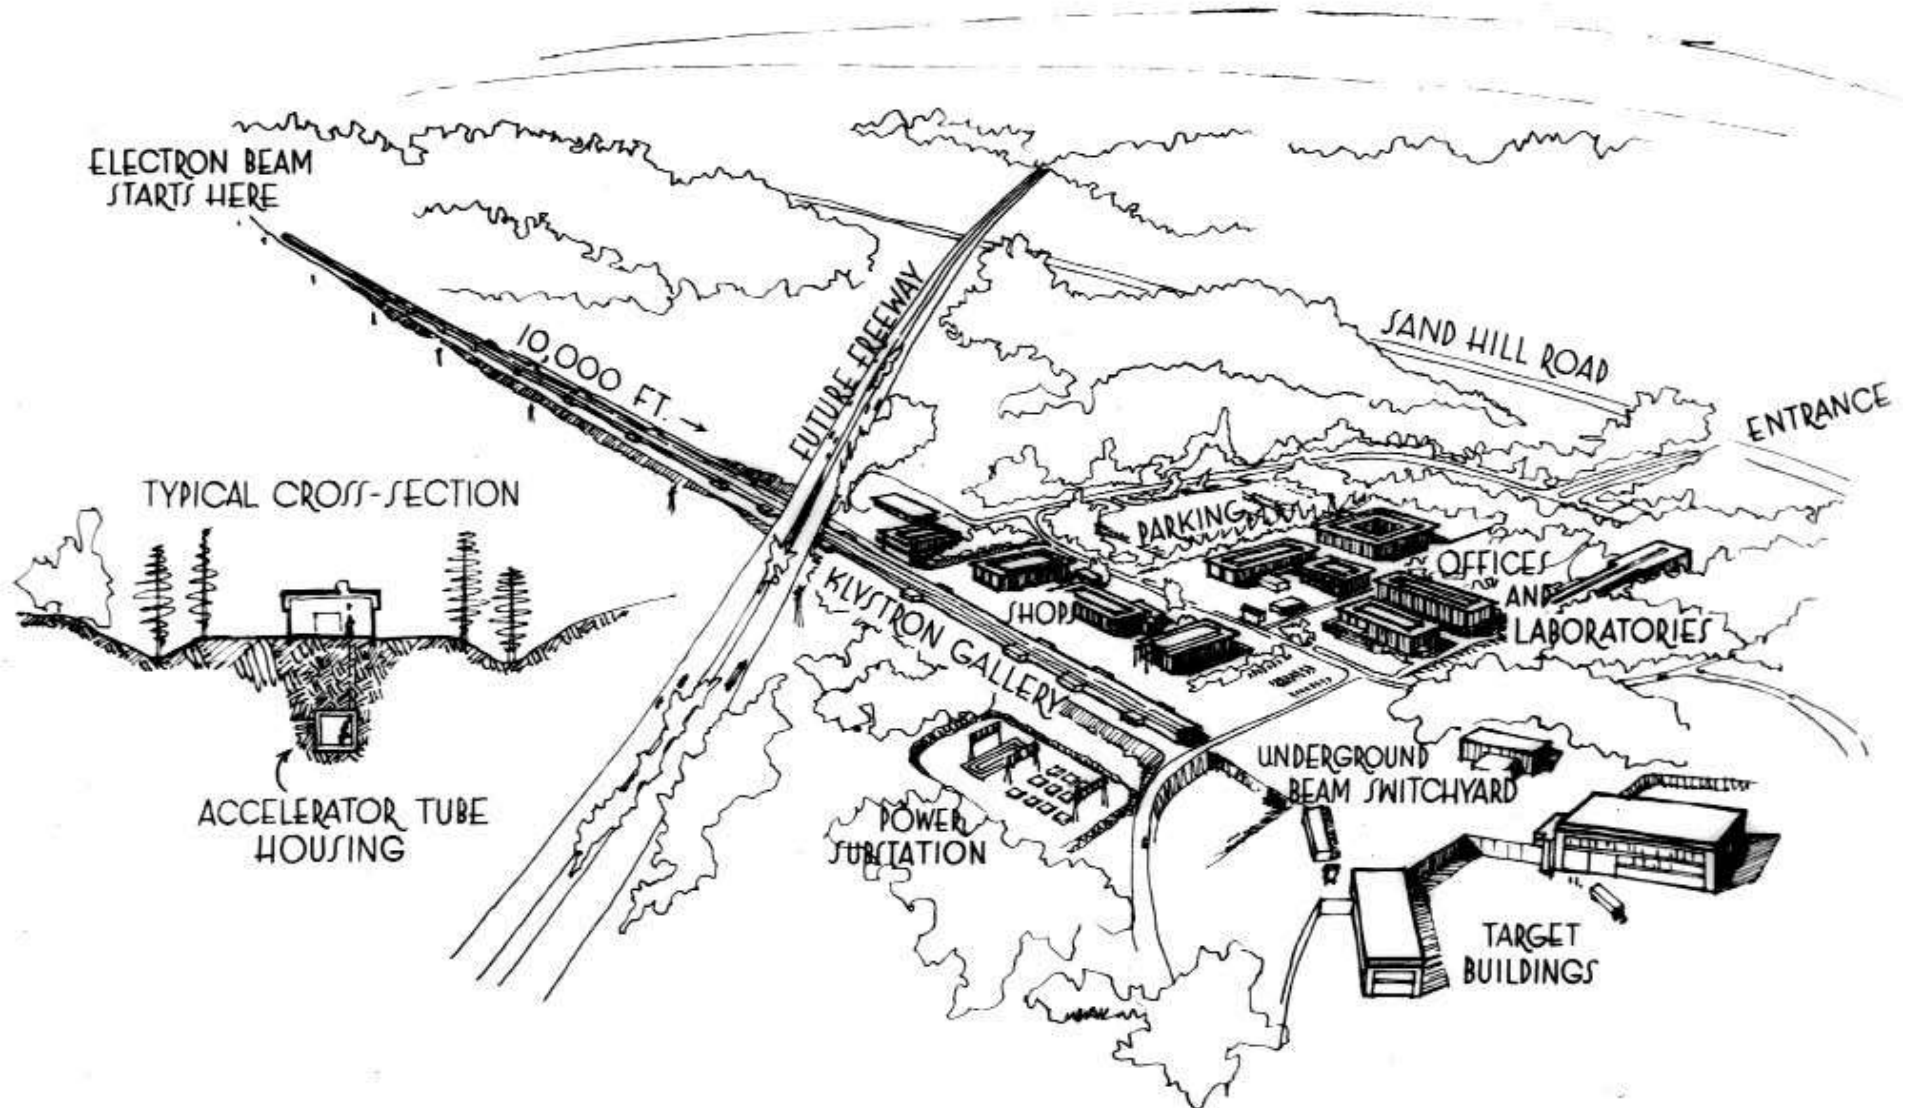 ELECTRON BEAM
STARTS HERE
10,000 FT.
FUTURE FREEWAY
SAND HILL ROAD
ENTRANCE
TYPICAL CROSS-SECTION
PARKING
OFFICES
AND
LABORATORIES
SHOPS
KLYSTRON GALLERY
UNDERGROUND
BEAM SWITCHYARD
ACCELERATOR TUBE
HOUSING
POWER
SUBSTATION
TARGET
BUILDINGS